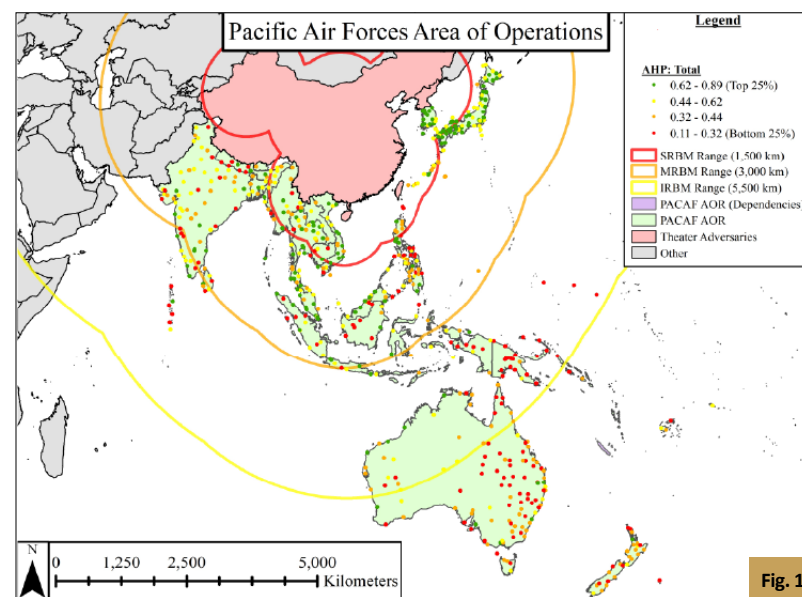 Pacific Air Forces Area of Operations
Legend
AHP: Total
0.62 - 0.89 (Top 25%)
0.44 - 0.62
0.32 - 0.44
0.11 - 0.32 (Bottom 25%)
SRBM Range (1,500 km)
MRBM Range (3,000 km)
IRBM Range (5,500 km)
PACAF AOR (Dependencies)
PACAF AOR
Theater Adversaries
Other
N
0 1,250 2,500 5,000
Kilometers
Fig. 1